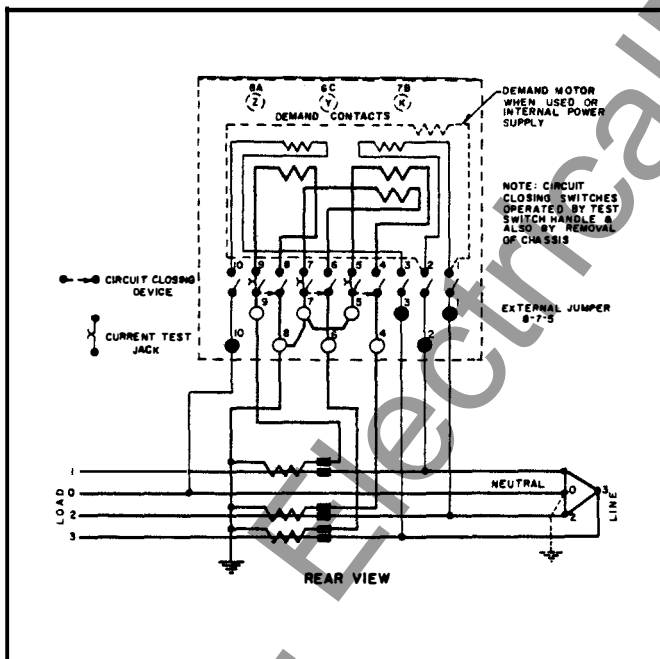 8A 6C 7B
Z Y K
DEMAND CONTACTS
DEMAND MOTOR
WHEN USED OR
INTERNAL POWER
SUPPLY
NOTE: CIRCUIT
CLOSING SWITCHES
OPERATED BY TEST
SWITCH HANDLE &
ALSO BY REMOVAL
OF CHASSIS
10 9 8 7 6 5 4 3 2 1
CIRCUIT CLOSING
DEVICE
9 7 5 3 1
EXTERNAL JUMPER
8-7-5
CURRENT TEST
JACK
10 8 6 4 2
1
NEUTRAL
LOAD
0
2
3
0
2
3
LINE
REAR VIEW
Electrical